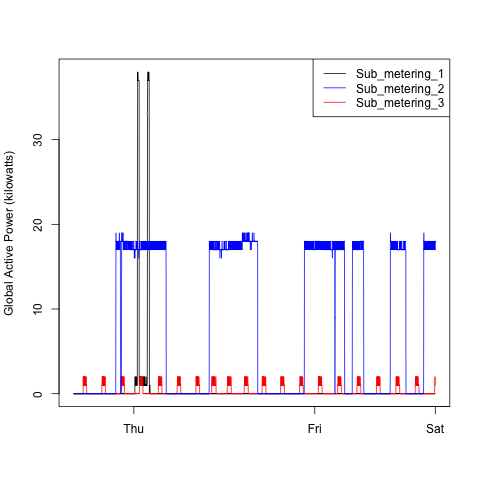 Sub_metering_1
Sub_metering_2
Sub_metering_3
Global Active Power (kilowatts)
30
20
10
0
Thu
Fri
Sat